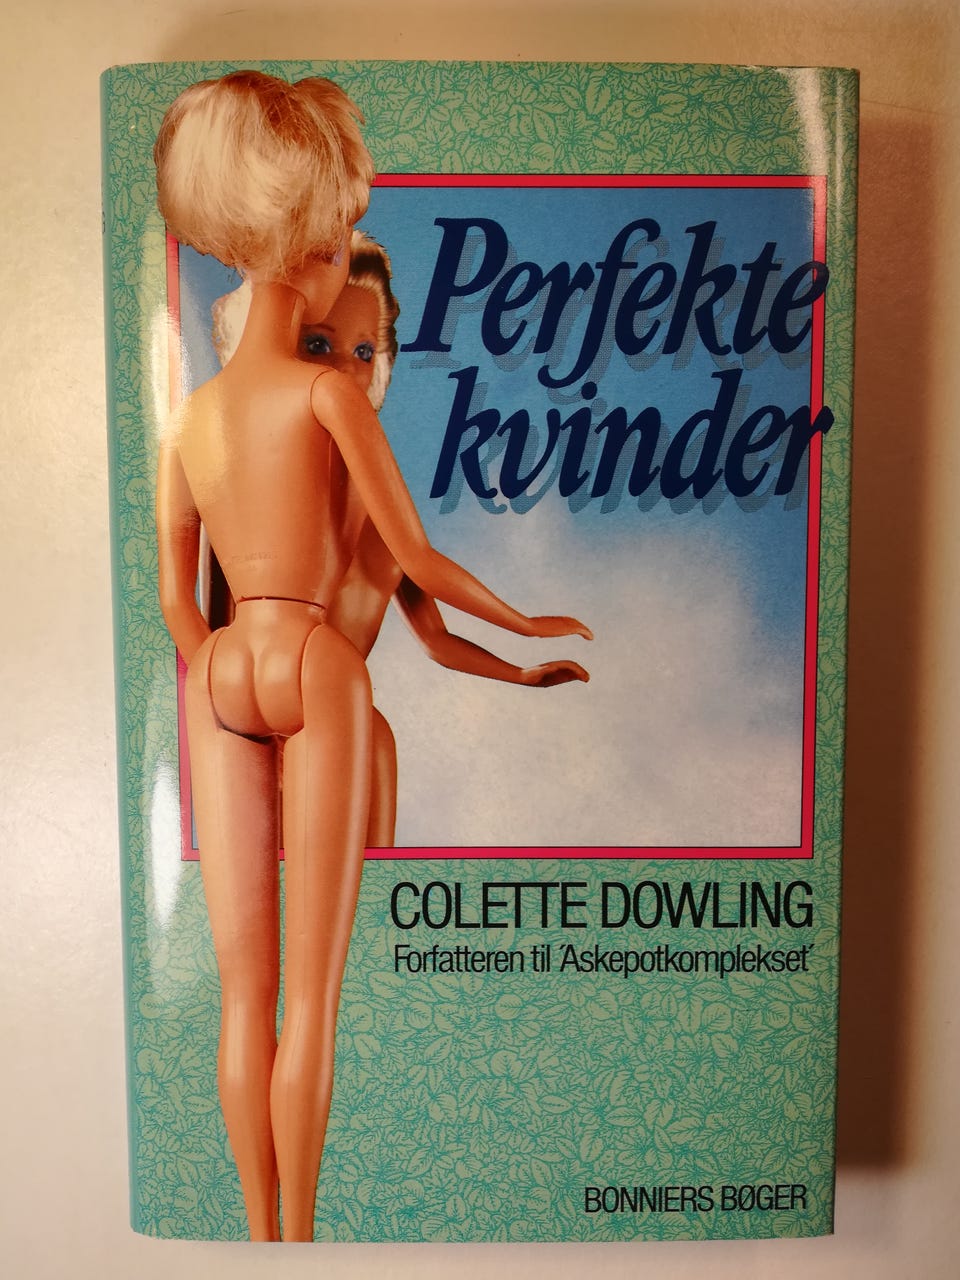 Perfekte
kvinder
COLETTE DOWLING
Forfatteren til ´Askepotkomplekset´
BONNIERS BØGER